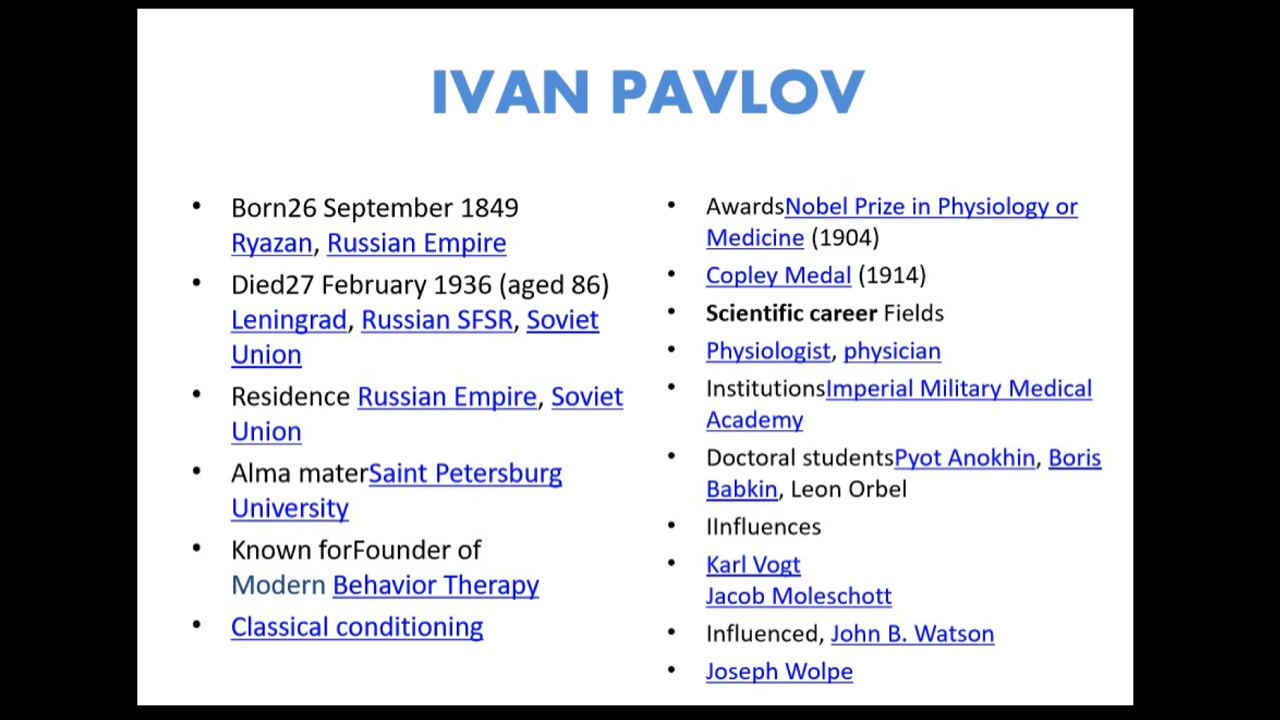 IVAN PAVLOV
• Born26 September 1849
Ryazan, Russian Empire
• Died27 February 1936 (aged 86)
Leningrad, Russian SFSR, Soviet
Union
• Residence Russian Empire, Soviet
Union
• Alma materSaint Petersburg
University
• Known forFounder of
Modern Behavior Therapy
• Classical conditioning
• AwardsNobel Prize in Physiology or
Medicine (1904)
• Copley Medal (1914)
• Scientific career Fields
• Physiologist, physician
• InstitutionsImperial Military Medical
Academy
• Doctoral studentsPyot Anokhin, Boris
Babkin, Leon Orbel
• IInfluences
• Karl Vogt
Jacob Moleschott
• Influenced, John B. Watson
• Joseph Wolpe